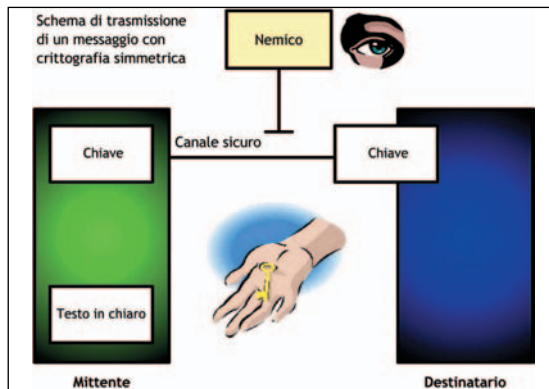 Schema di trasmissione
di un messaggio con
crittografia simmetrica
Nemico
Chiave
Canale sicuro
Chiave
Testo in chiaro
Mittente
Destinatario